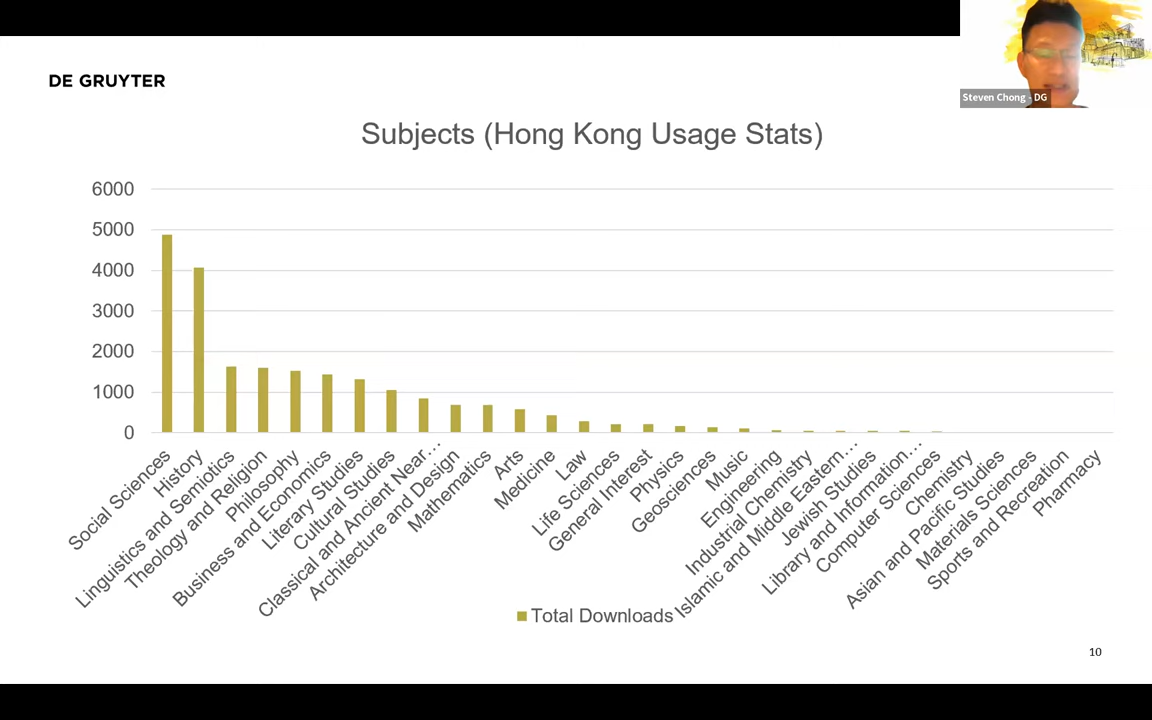 DE GRUYTER
Steven Chong - DG
Subjects (Hong Kong Usage Stats)
6000
5000
4000
3000
2000
1000
0
Social Sciences
History
Linguistics and Semiotics
Theology and Religion
Philosophy
Business and Economics
Literary Studies
Cultural Studies
Classical and Ancient Near…
Architecture and Design
Mathematics
Arts
Medicine
Law
Life Sciences
General Interest
Physics
Geosciences
Music
Engineering
Industrial Chemistry
Islamic and Middle Eastern…
Jewish Studies
Library and Information…
Computer Sciences
Chemistry
Asian and Pacific Studies
Materials Sciences
Sports and Recreation
Pharmacy
Total Downloads
10